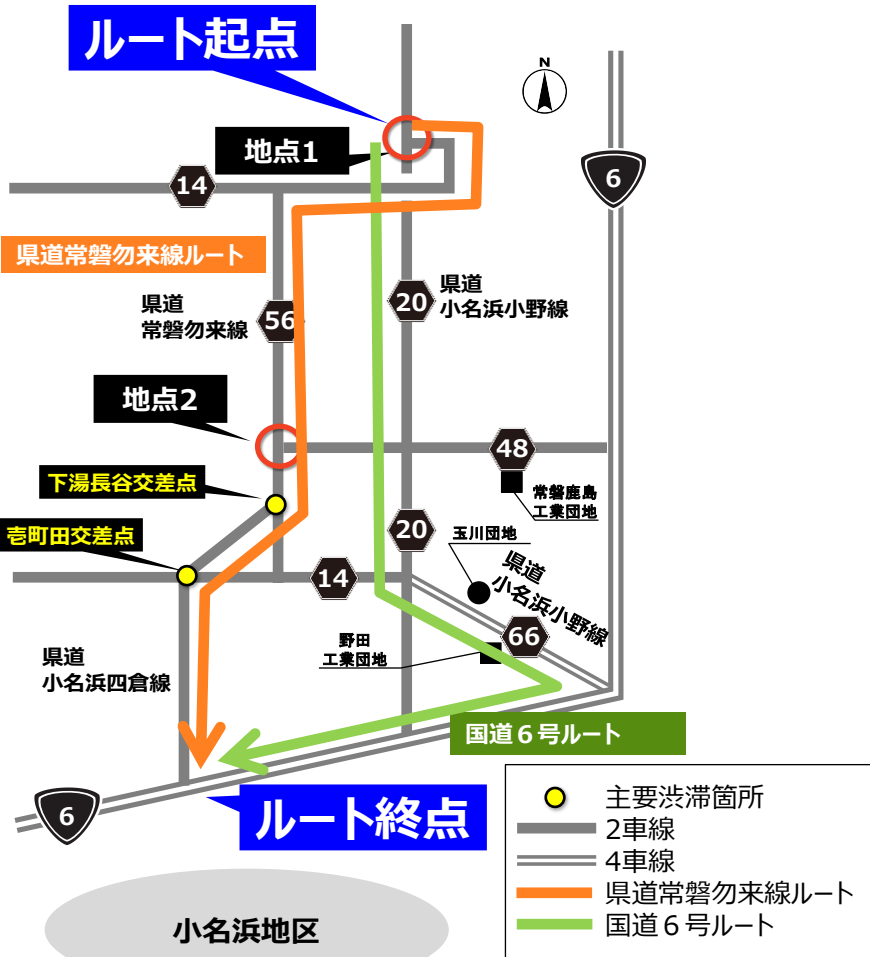 ルート起点
N
地点1
6
14
県道常磐勿来線ルート
県道
常磐勿来線
56
20
県道
小名浜小野線
地点2
48
下湯長谷交差点
常磐鹿島
工業団地
壱町田交差点
20
玉川団地
14
県道
小名浜小野線
66
野田
工業団地
県道
小名浜四倉線
国道6号ルート
6
ルート終点
主要渋滞箇所
2車線
4車線
県道常磐勿来線ルート
国道6号ルート
小名浜地区